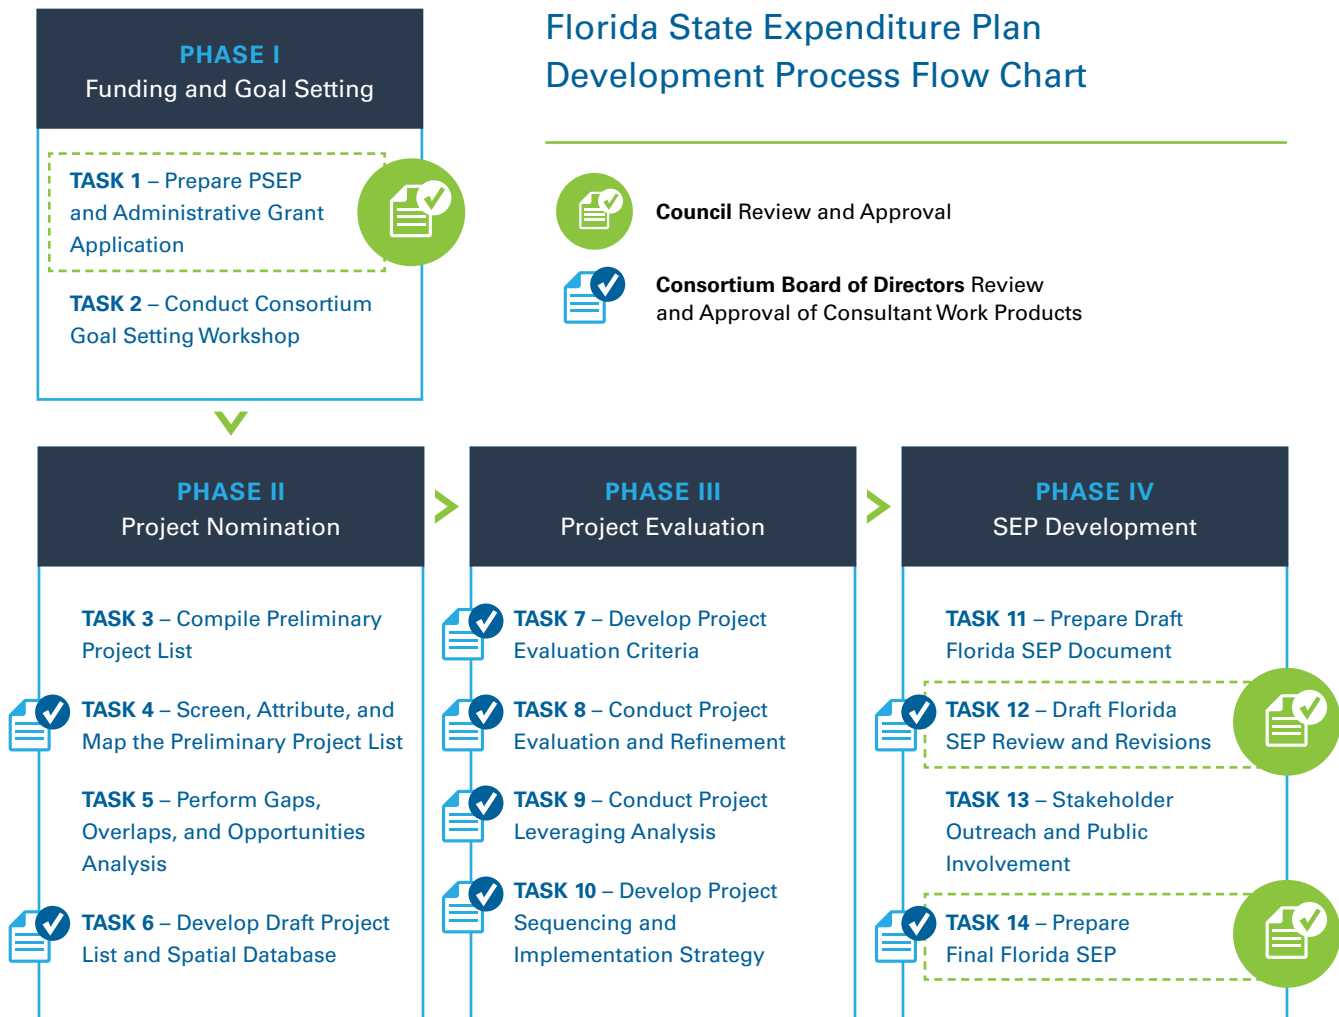 Florida State Expenditure Plan
Development Process Flow Chart
PHASE I
Funding and Goal Setting
TASK 1 – Prepare PSEP
and Administrative Grant
Application
TASK 2 – Conduct Consortium
Goal Setting Workshop
Council Review and Approval
Consortium Board of Directors Review
and Approval of Consultant Work Products
PHASE II
Project Nomination
TASK 3 – Compile Preliminary
Project List
TASK 4 – Screen, Attribute, and
Map the Preliminary Project List
TASK 5 – Perform Gaps,
Overlaps, and Opportunities
Analysis
TASK 6 – Develop Draft Project
List and Spatial Database
PHASE III
Project Evaluation
TASK 7 – Develop Project
Evaluation Criteria
TASK 8 – Conduct Project
Evaluation and Refinement
TASK 9 – Conduct Project
Leveraging Analysis
TASK 10 – Develop Project
Sequencing and
Implementation Strategy
PHASE IV
SEP Development
TASK 11 – Prepare Draft
Florida SEP Document
TASK 12 – Draft Florida
SEP Review and Revisions
TASK 13 – Stakeholder
Outreach and Public
Involvement
TASK 14 – Prepare
Final Florida SEP